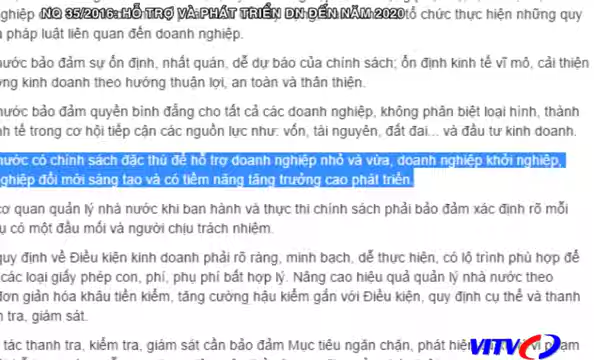 NQ 35/2016: HỖ TRỢ VÀ PHÁT TRIỂN DN ĐẾN NĂM 2020
tổ chức thực hiện những quy
pháp luật liên quan đến doanh nghiệp.
nước bảo đảm sự ổn định, nhất quán, dễ dự báo của chính sách; ổn định kinh tế vĩ mô, cải thiện
kinh doanh theo hướng thuận lợi, an toàn và thân thiện.
nước bảo đảm quyền bình đẳng cho tất cả các doanh nghiệp, không phân biệt loại hình, thành
tế trong cơ hội tiếp cận các nguồn lực như: vốn, tài nguyên, đất đai... và đầu tư kinh doanh.
nước có chính sách đặc thù để hỗ trợ doanh nghiệp nhỏ và vừa, doanh nghiệp khởi nghiệp,
nghiệp đổi mới sáng tạo và có tiềm năng tăng trưởng cao phát triển.
cơ quan quản lý nhà nước khi ban hành và thực thi chính sách phải bảo đảm xác định rõ mỗi
có một đầu mối và người chịu trách nhiệm.
quy định về Điều kiện kinh doanh phải rõ ràng, minh bạch, dễ thực hiện, có lộ trình phù hợp để
các loại giấy phép con, phí, phụ phí bất hợp lý. Nâng cao hiệu quả quản lý nhà nước theo
đơn giản hóa khâu tiền kiểm, tăng cường hậu kiểm gắn với Điều kiện, quy định cụ thể và thanh
tra, giám sát.
tác thanh tra, kiểm tra, giám sát cần bảo đảm Mục tiêu ngăn chặn, phát hiện phạm
VITV